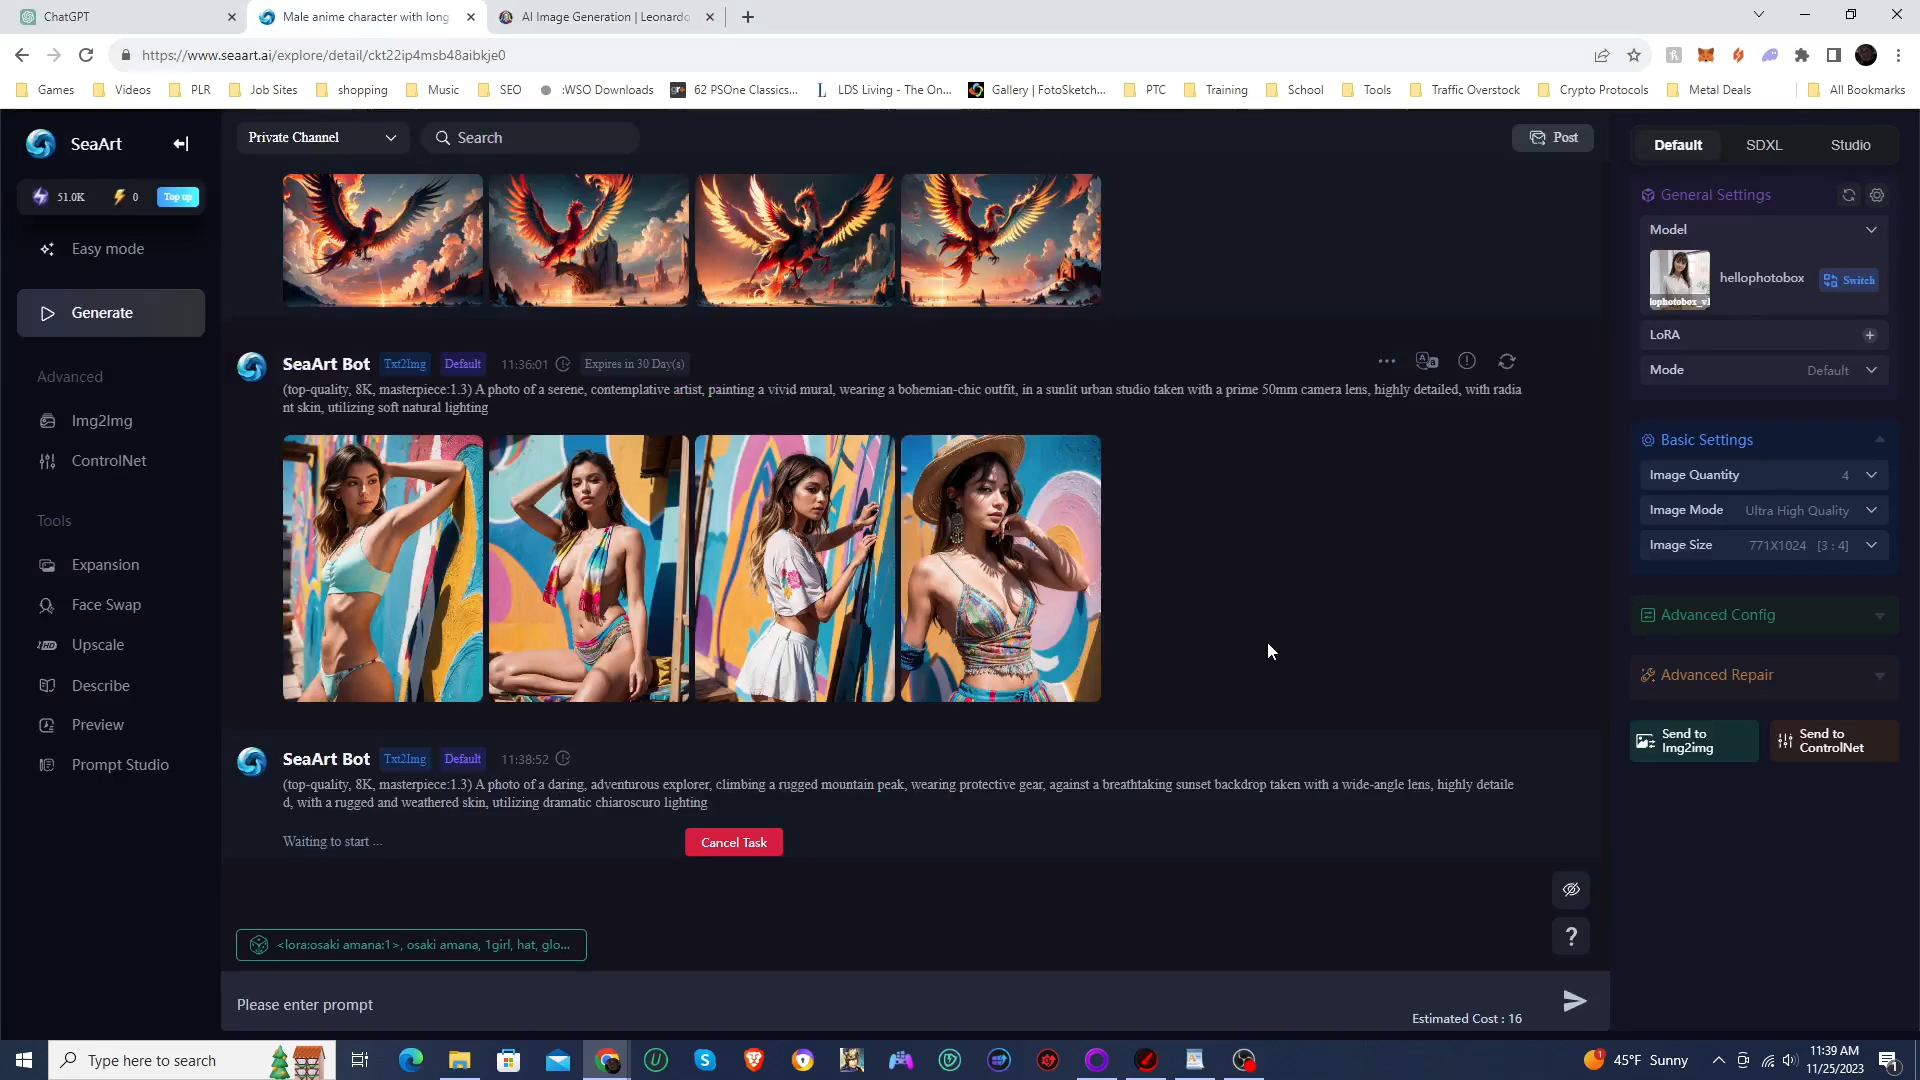 ChatGPT
Male anime character with long
AI Image Generation | Leonardo
https://www.seaart.ai/explore/detail/ckt22ip4msb48aibkje0
Games
Videos
PLR
Job Sites
shopping
Music
SEO
:WSO Downloads
62 PSOne Classics...
LDS Living - The On...
Gallery | FotoSketch...
PTC
Training
School
Tools
Traffic Overstock
Crypto Protocols
Metal Deals
All Bookmarks
SeaArt
51.0K
0
Top up
Easy mode
Generate
Advanced
Img2Img
ControlNet
Tools
Expansion
Face Swap
Upscale
Describe
Preview
Prompt Studio
Private Channel
Search
Post
SeaArt Bot Txt2Img Default 11:36:01 Expires in 30 Day(s)
(top-quality, 8K, masterpiece:1.3) A photo of a serene, contemplative artist, painting a vivid mural, wearing a bohemian-chic outfit, in a sunlit urban studio taken with a prime 50mm camera lens, highly detailed, with radia
nt skin, utilizing soft natural lighting
SeaArt Bot Txt2Img Default 11:38:52
(top-quality, 8K, masterpiece:1.3) A photo of a daring, adventurous explorer, climbing a rugged mountain peak, wearing protective gear, against a breathtaking sunset backdrop taken with a wide-angle lens, highly detaile
d, with a rugged and weathered skin, utilizing dramatic chiaroscuro lighting
Waiting to start ...
Cancel Task
<lora:osaki amana:1>, osaki amana, 1girl, hat, glo...
?
Please enter prompt
Estimated Cost : 16
Default
SDXL
Studio
General Settings
Model
lophotobox_v1
hellophotobox
Switch
LoRA
Mode Default
Basic Settings
Image Quantity 4
Image Mode Ultra High Quality
Image Size 771X1024 [3 : 4]
Advanced Config
Advanced Repair
Send to
Img2img
Send to
ControlNet
Type here to search
45°F Sunny
11:39 AM
11/25/2023